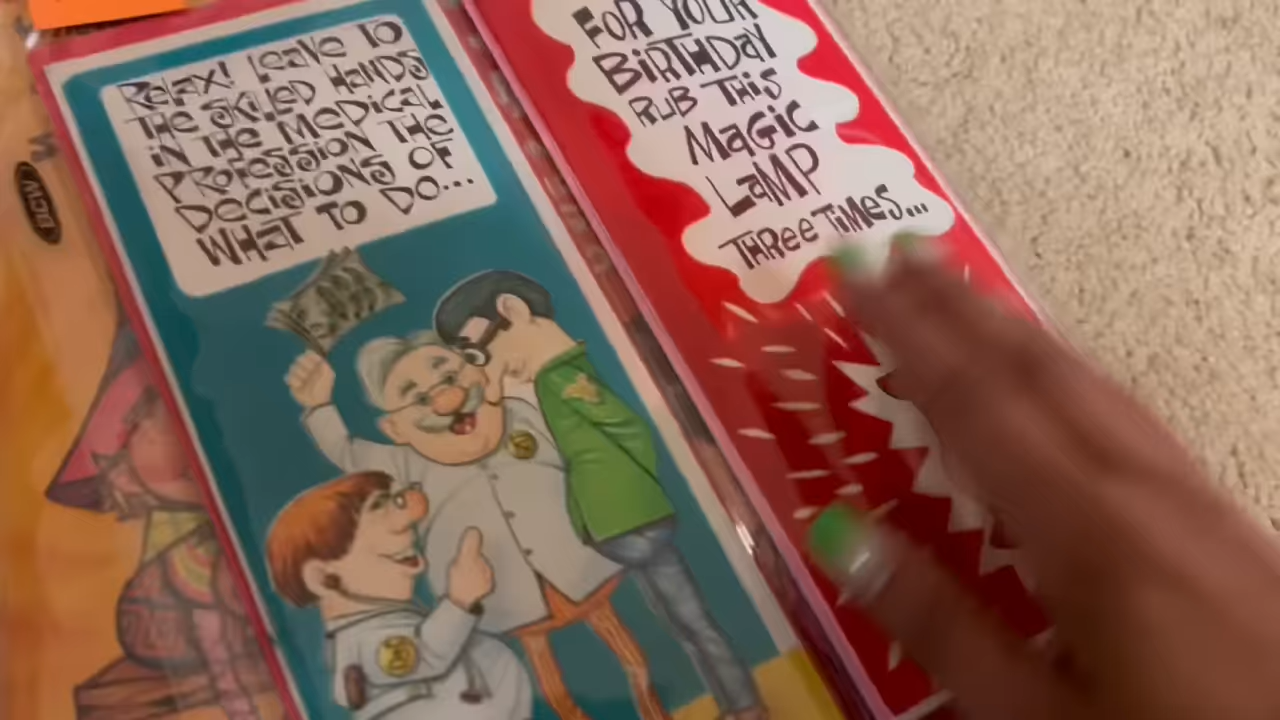 RELAX! LEAVE TO
THE SKILLED HANDS
IN THE MEDICAL
PROFESSION THE
DECISIONS OF
WHAT TO DO...
FOR YOUR
BIRTHDAY
RUB THIS
MAGIC
LAMP
THREE TIMES...
BCW